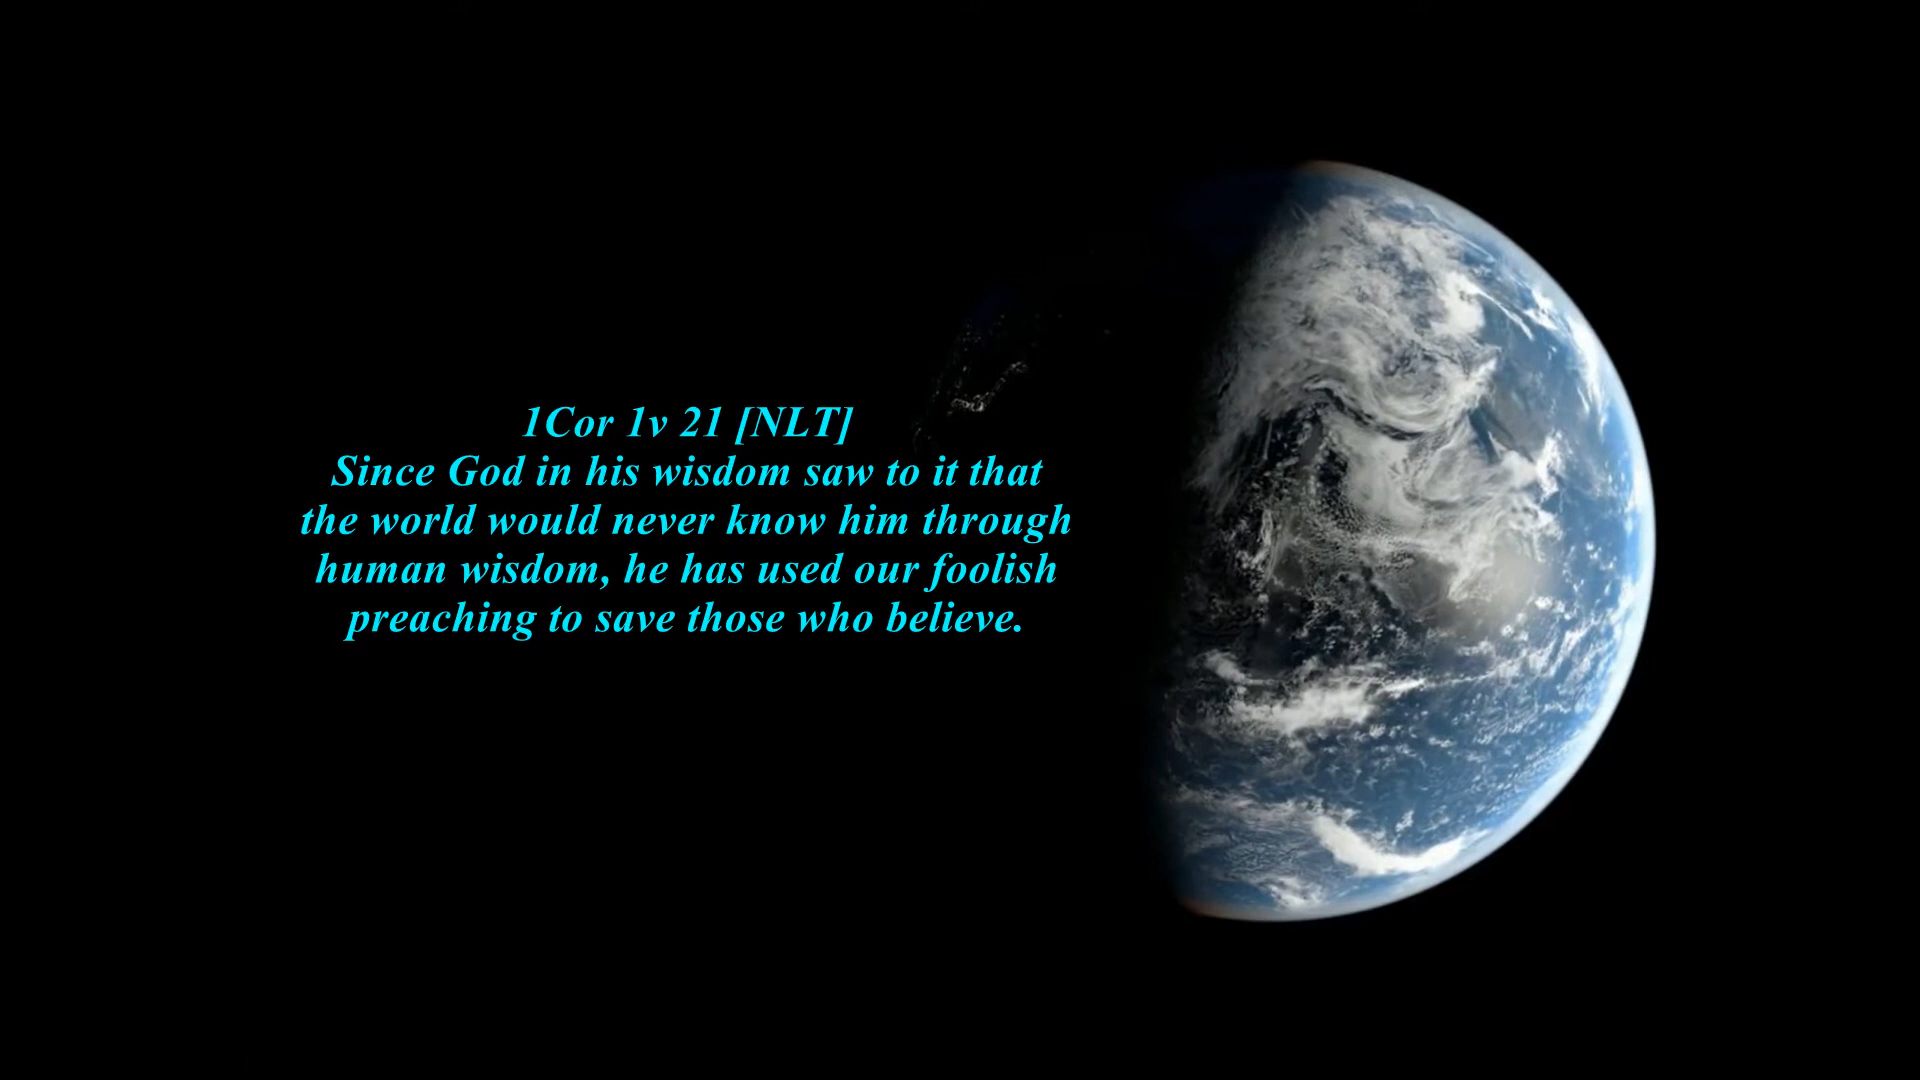 1Cor 1v 21 [NLT]
Since God in his wisdom saw to it that
the world would never know him through
human wisdom, he has used our foolish
preaching to save those who believe.